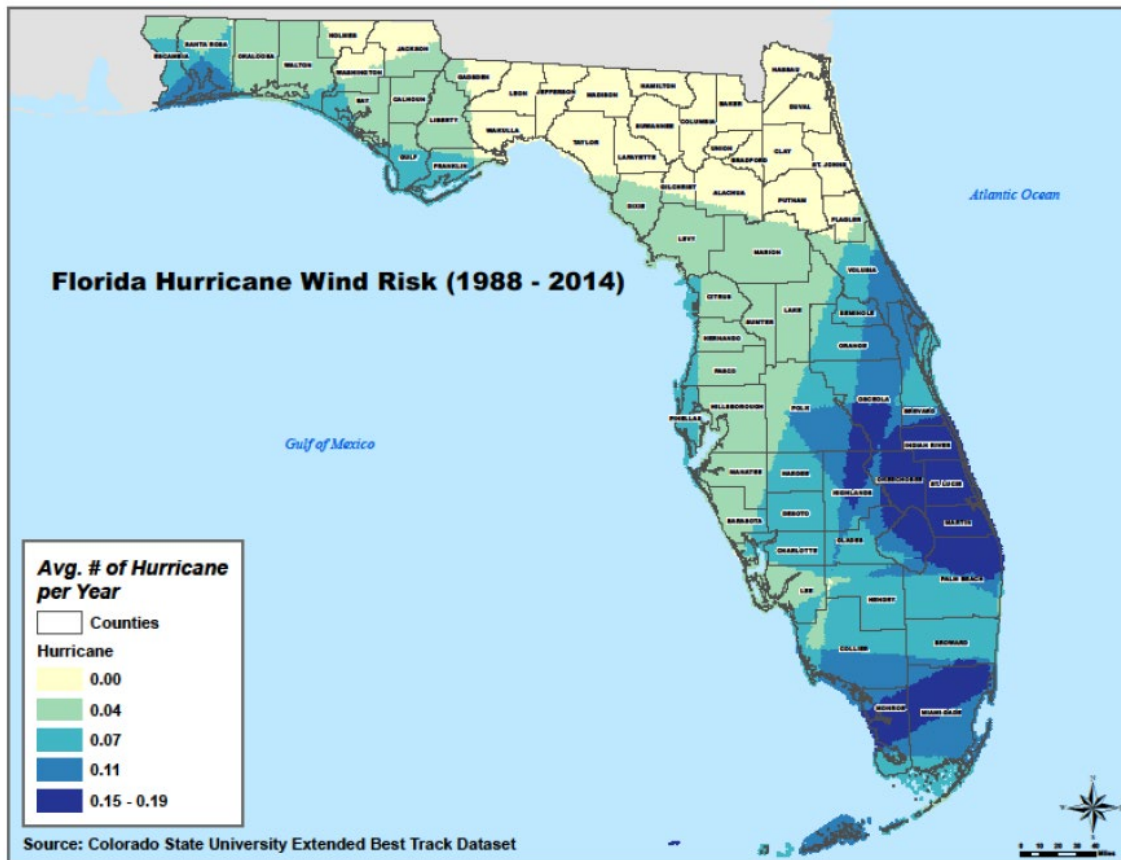 SANTA ROSA
HOLMES
JACKSON
ESCAMBIA
OKALOOSA
WALTON
WASHINGTON
GADSDEN
NASSAU
HAMILTON
LEON
JEFFERSON
MADISON
BAKER
DUVAL
BAY
CALHOUN
LIBERTY
COLUMBIA
SUWANNEE
WAKULLA
TAYLOR
UNION
CLAY
GULF
FRANKLIN
LAFAYETTE
BRADFORD
ST. JOHNS
GILCHRIST
ALACHUA
PUTNAM
Atlantic Ocean
DIXIE
FLAGLER
LEVY
MARION
VOLUSIA
Florida Hurricane Wind Risk (1988 - 2014)
CITRUS
LAKE
SEMINOLE
SUMTER
HERNANDO
ORANGE
PASCO
OSCEOLA
HILLSBOROUGH
POLK
BREVARD
PINELLAS
Gulf of Mexico
INDIAN RIVER
MANATEE
HARDEE
OKEECHOBEE
ST. LUCIE
HIGHLANDS
SARASOTA
DESOTO
MARTIN
GLADES
CHARLOTTE
PALM BEACH
LEE
HENDRY
BROWARD
COLLIER
MONROE
MIAMI-DADE
Avg. # of Hurricane
per Year
Counties
Hurricane
0.00
0.04
0.07
0.11
0.15 - 0.19
N
Miles
Source: Colorado State University Extended Best Track Dataset